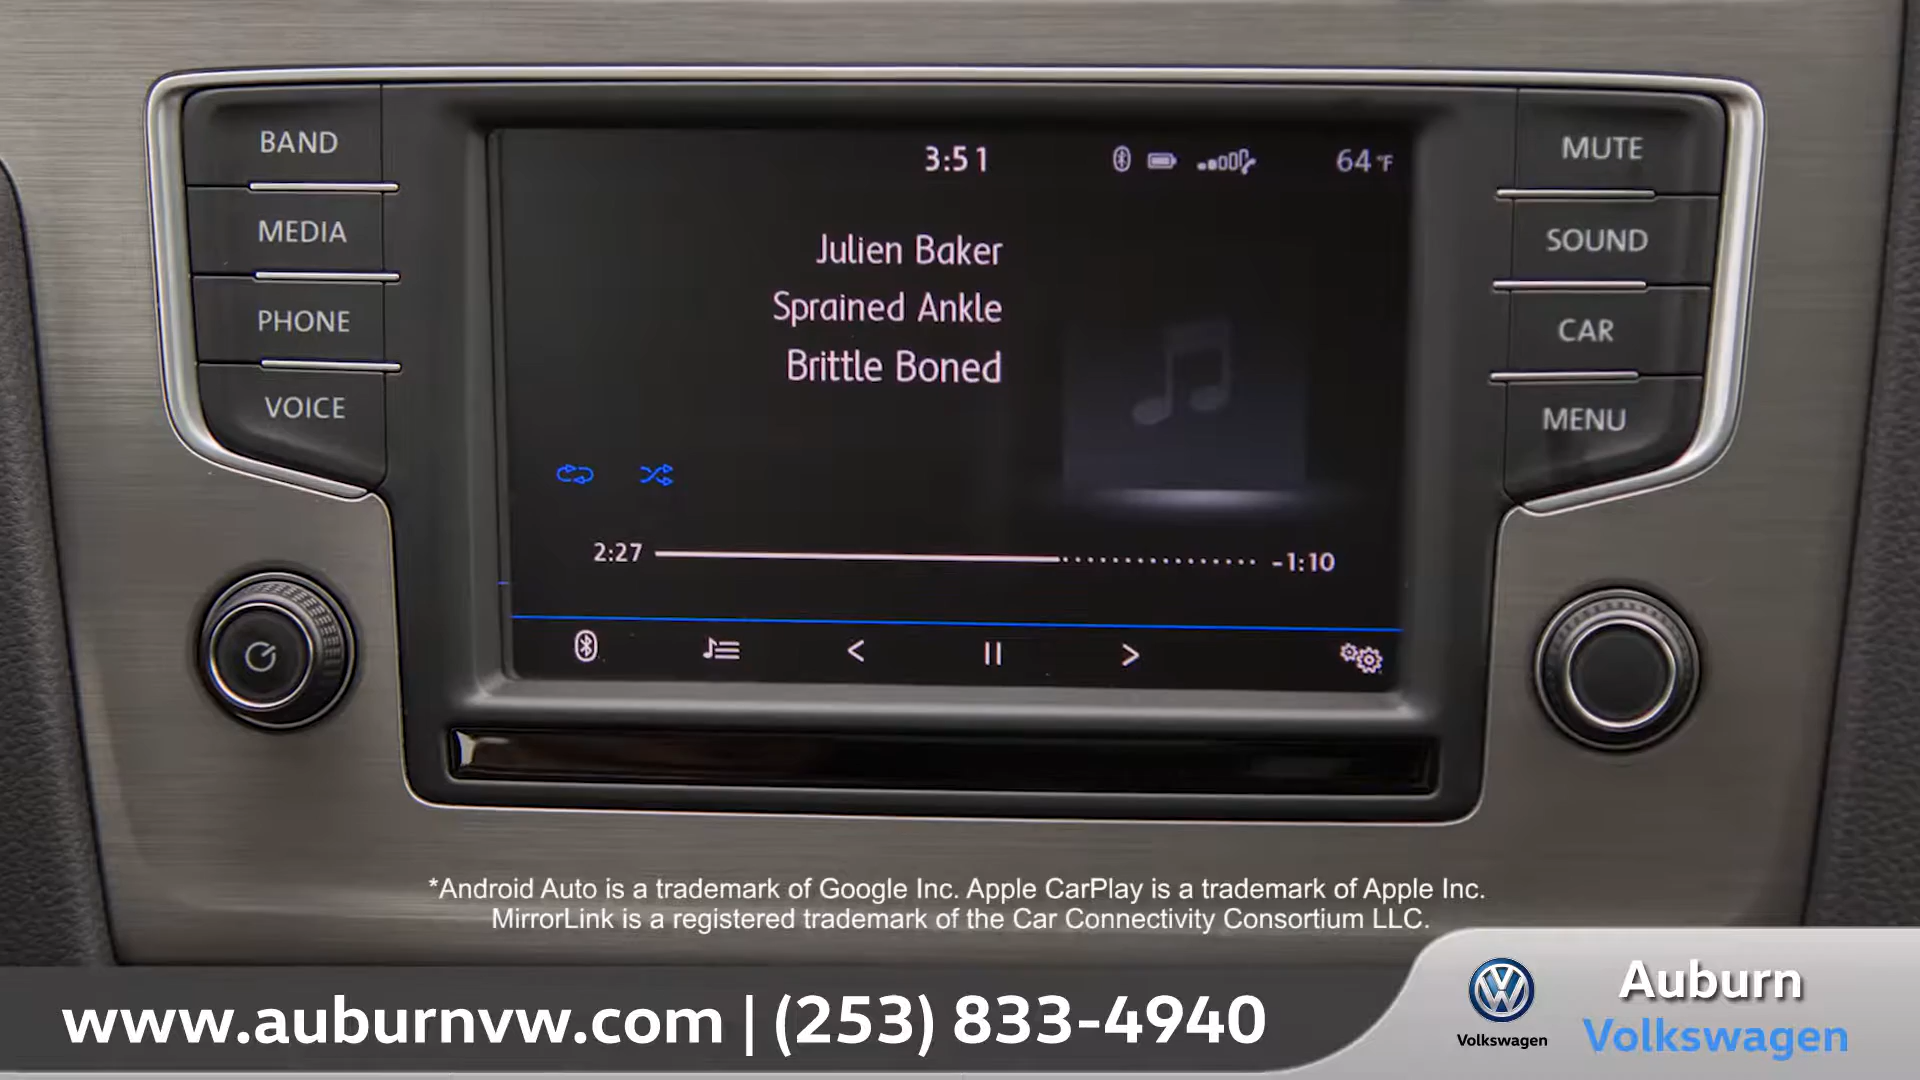 BAND
MEDIA
PHONE
VOICE
3:51
64°F
Julien Baker
Sprained Ankle
Brittle Boned
2:27
-1:10
MUTE
SOUND
CAR
MENU
*Android Auto is a trademark of Google Inc. Apple CarPlay is a trademark of Apple Inc.
MirrorLink is a registered trademark of the Car Connectivity Consortium LLC.
www.auburnvw.com | (253) 833-4940
Volkswagen
Auburn
Volkswagen